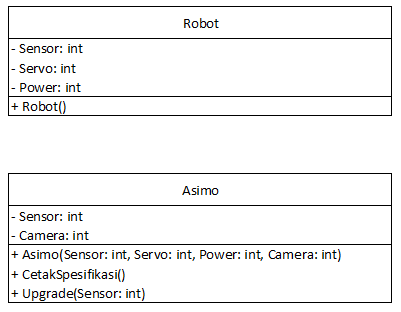 Robot
- Sensor: int
- Servo: int
- Power: int
+ Robot()
Asimo
- Sensor: int
- Camera: int
+ Asimo(Sensor: int, Servo: int, Power: int, Camera: int)
+ CetakSpesifikasi()
+ Upgrade(Sensor: int)